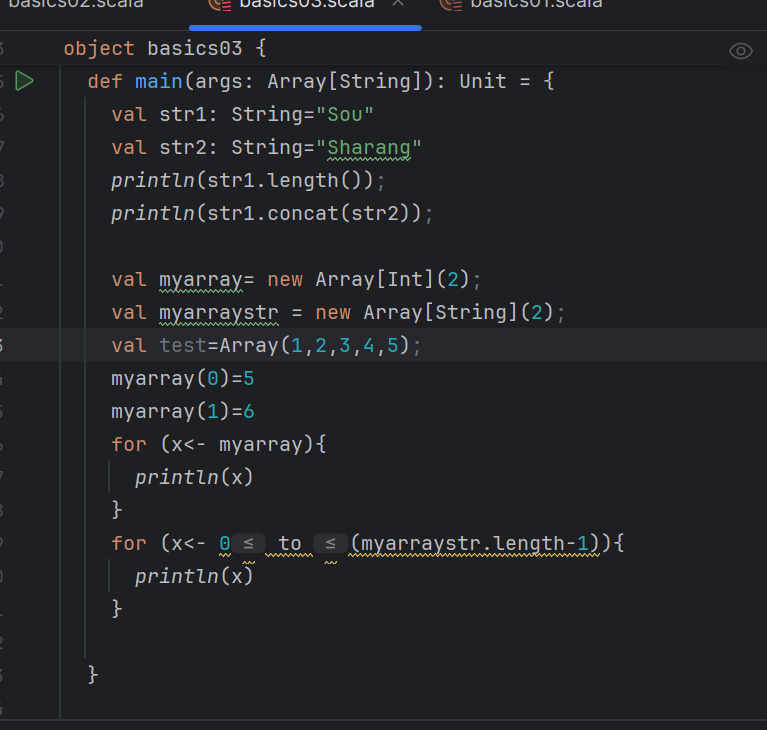 basics02.scala basics03.scala × basics01.scala
object basics03 {
def main(args: Array[String]): Unit = {
val str1: String="Sou"
val str2: String="Sharang"
println(str1.length());
println(str1.concat(str2));
val myarray= new Array[Int](2);
val myarraystr = new Array[String](2);
val test=Array(1,2,3,4,5);
myarray(0)=5
myarray(1)=6
for (x<- myarray){
println(x)
}
for (x<- 0 ≤ to ≤ (myarraystr.length-1)){
println(x)
}
}